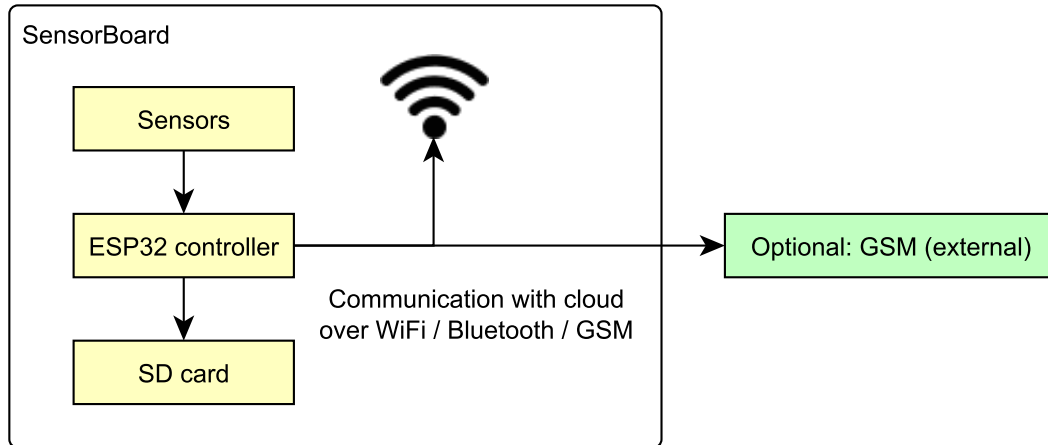 SensorBoard
Sensors
ESP32 controller
Optional: GSM (external)
Communication with cloud
over WiFi / Bluetooth / GSM
SD card